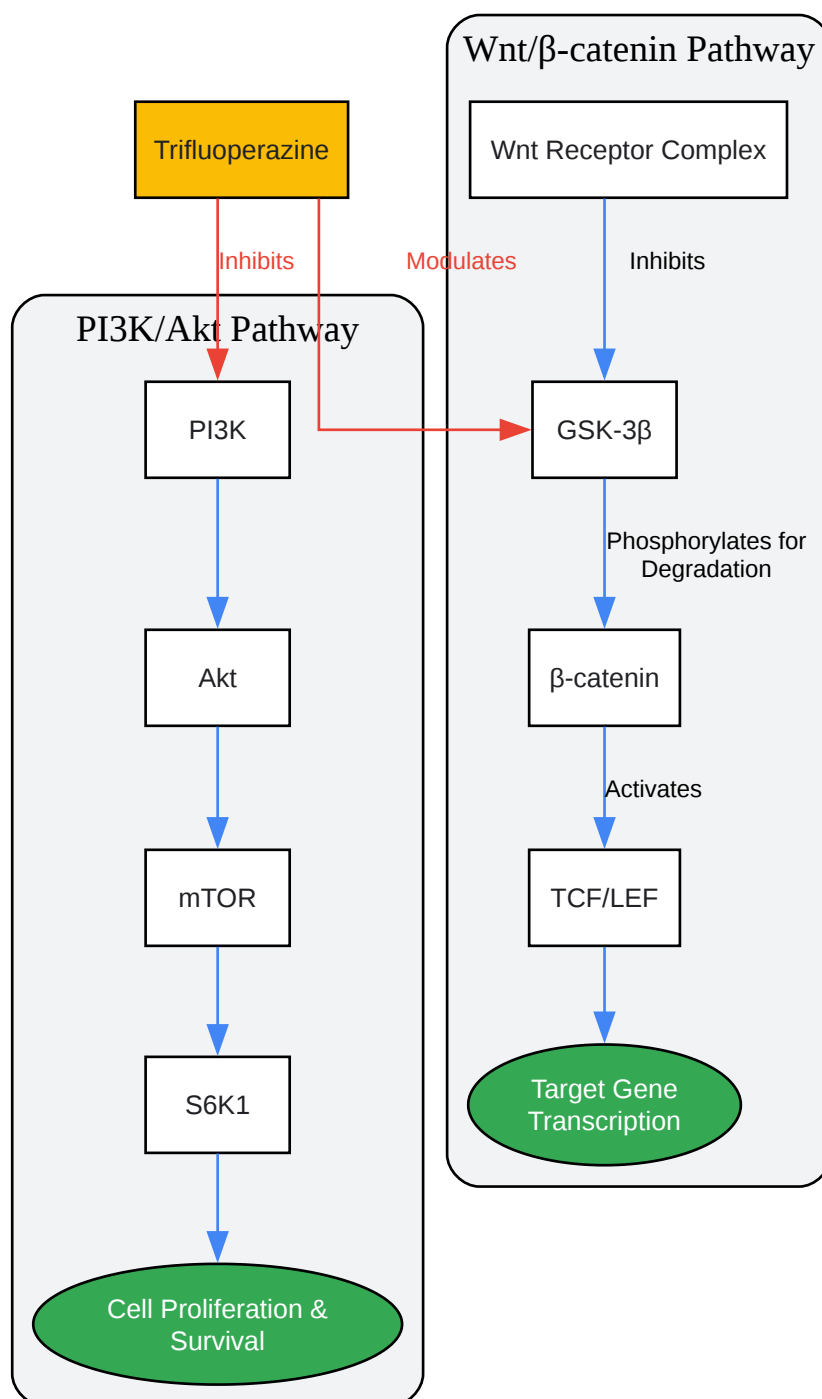 Wnt/β-catenin Pathway
Trifluoperazine
Wnt Receptor Complex
Inhibits
Modulates
Inhibits
PI3K/Akt Pathway
PI3K
GSK-3β
Phosphorylates for
Degradation
Akt
β-catenin
Activates
mTOR
TCF/LEF
S6K1
Target Gene
Transcription
Cell Proliferation &
Survival